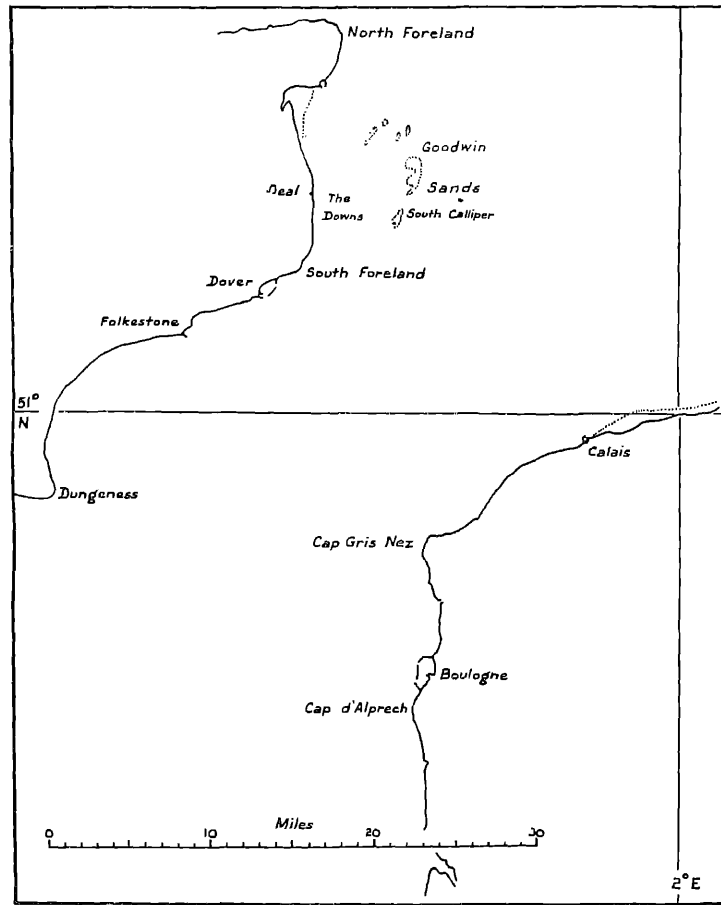 North Foreland
Goodwin
Sands
Deal
The
Downs
South Calliper
South Foreland
Dover
Folkestone
51°
N
Calais
Dungeness
Cap Gris Nez
Boulogne
Cap d'Alprech
Miles
0 10 20 30
2°E